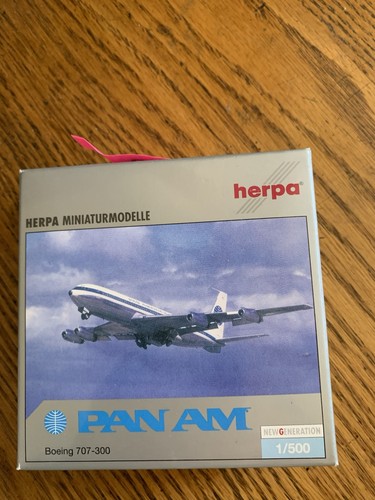 herpa®
HERPA MINIATURMODELLE
PAN AM
NEW GENERATION
Boeing 707-300
1/500